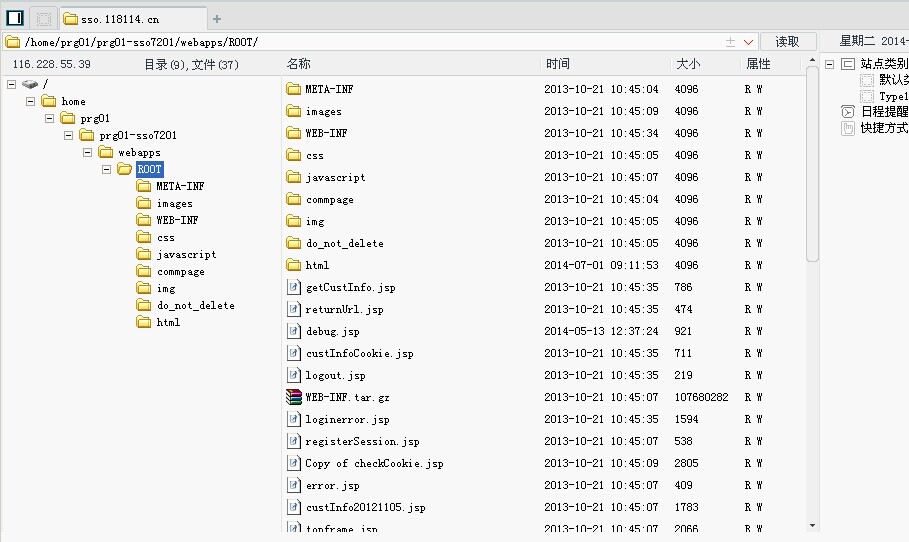 sso.118114.cn
/home/prg01/prg01-sso7201/webapps/ROOT/ 读取 星期二 2014-
116.228.55.39 目录(9),文件(37) 名称 时间 大小 属性
站点类别
默认类
Type1
日程提醒
快捷方式
/
home
prg01
prg01-sso7201
webapps
ROOT
META-INF
images
WEB-INF
css
javascript
commpage
img
do_not_delete
html
META-INF 2013-10-21 10:45:04 4096 R W
images 2013-10-21 10:45:09 4096 R W
WEB-INF 2013-10-21 10:45:34 4096 R W
css 2013-10-21 10:45:05 4096 R W
javascript 2013-10-21 10:45:07 4096 R W
commpage 2013-10-21 10:45:04 4096 R W
img 2013-10-21 10:45:05 4096 R W
do_not_delete 2013-10-21 10:45:05 4096 R W
html 2014-07-01 09:11:53 4096 R W
getCustInfo.jsp 2013-10-21 10:45:35 786 R W
returnUrl.jsp 2013-10-21 10:45:35 474 R W
debug.jsp 2014-05-13 12:37:24 921 R W
custInfoCookie.jsp 2013-10-21 10:45:35 711 R W
logout.jsp 2013-10-21 10:45:35 219 R W
WEB-INF.tar.gz 2013-10-21 10:45:07 107680282 R W
loginerror.jsp 2013-10-21 10:45:35 1594 R W
registerSession.jsp 2013-10-21 10:45:07 538 R W
Copy of checkCookie.jsp 2013-10-21 10:45:09 2805 R W
error.jsp 2013-10-21 10:45:07 409 R W
custInfo20121105.jsp 2013-10-21 10:45:07 1783 R W
topframe.jsp 2013-10-21 10:45:07 2066 R W